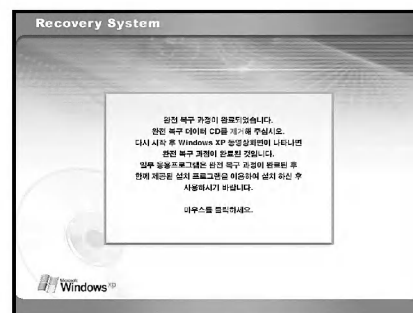 Recovery System
완전 복구 과정이 완료되었습니다.
완전 복구 데이터 CD를 제거해 주십시오.
다시 시작 후 Windows XP 동영상화면이 나타나면
완전 복구 과정이 완료된 것입니다.
일부 응용프로그램은 완전 복구 과정이 완료된 후
함께 제공된 설치 프로그램을 이용하여 설치 하신 후
사용하시기 바랍니다.
마우스를 클릭하세요.
Microsoft
Windows xp